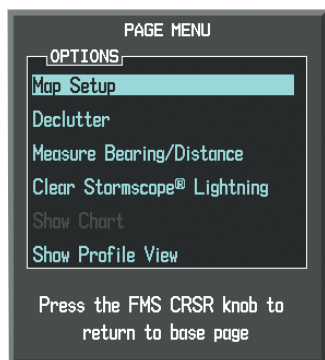 PAGE MENU
OPTIONS
Map Setup
Declutter
Measure Bearing/Distance
Clear Stormscope® Lightning
Show Chart
Show Profile View
Press the FMS CRSR knob to
return to base page